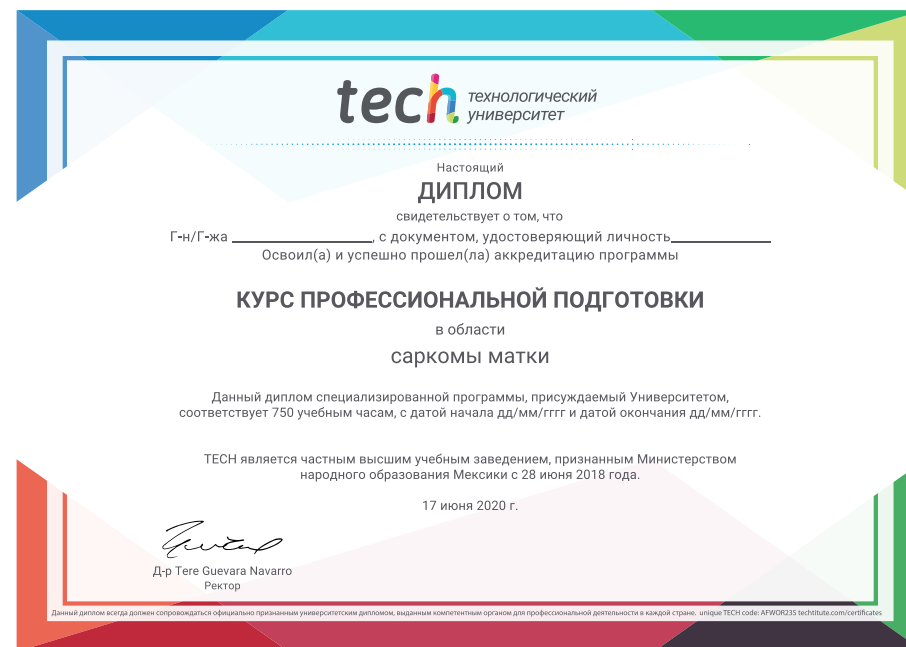 tech технологический
университет
Настоящий
ДИПЛОМ
свидетельствует о том, что
Г-н/Г-жа ____________________, с документом, удостоверяющий личность______________
Освоил(а) и успешно прошел(ла) аккредитацию программы
КУРС ПРОФЕССИОНАЛЬНОЙ ПОДГОТОВКИ
в области
саркомы матки
Данный диплом специализированной программы, присуждаемый Университетом,
соответствует 750 учебным часам, с датой начала дд/мм/гггг и датой окончания дд/мм/гггг.
TECH является частным высшим учебным заведением, признанным Министерством
народного образования Мексики с 28 июня 2018 года.
17 июня 2020 г.
Д-р Tere Guevara Navarro
Ректор
Данный диплом всегда должен сопровождаться официально признанным университетским дипломом, выданным компетентным органом для профессиональной деятельности в каждой стране. unique TECH code: AFWOR23S techtitute.com/certificates